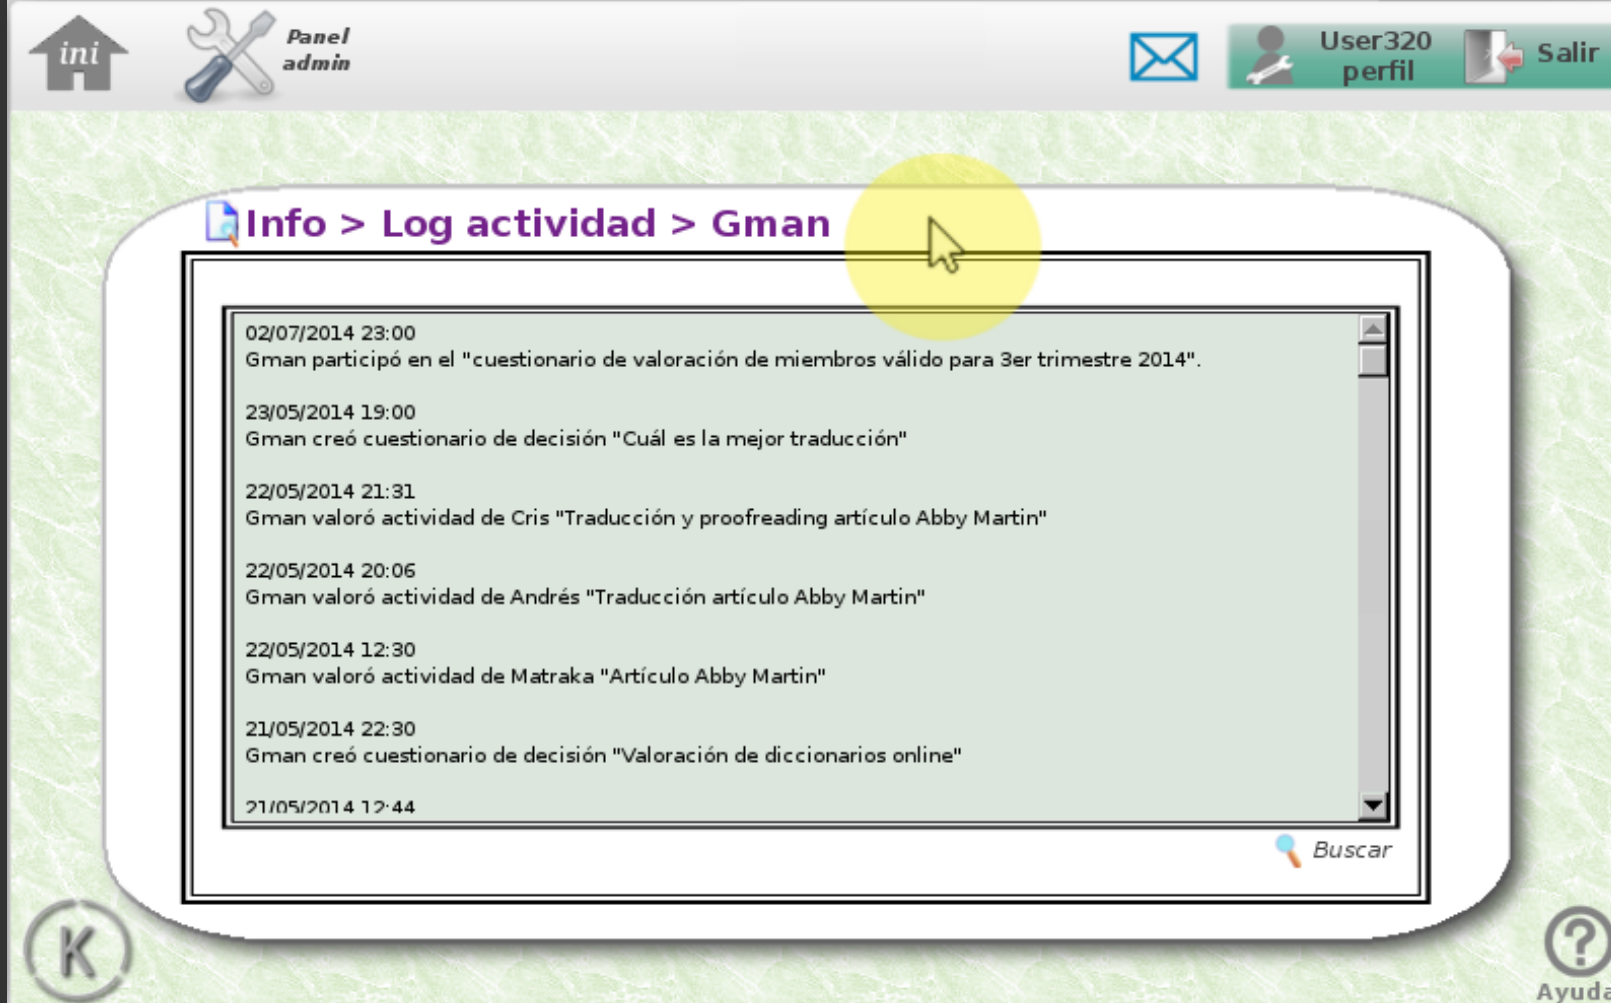 ini
Panel
admin
User320
perfil
Salir
Info > Log actividad > Gman
02/07/2014 23:00
Gman participó en el "cuestionario de valoración de miembros válido para 3er trimestre 2014".
23/05/2014 19:00
Gman creó cuestionario de decisión "Cuál es la mejor traducción"
22/05/2014 21:31
Gman valoró actividad de Cris "Traducción y proofreading artículo Abby Martin"
22/05/2014 20:06
Gman valoró actividad de Andrés "Traducción artículo Abby Martin"
22/05/2014 12:30
Gman valoró actividad de Matraka "Artículo Abby Martin"
21/05/2014 22:30
Gman creó cuestionario de decisión "Valoración de diccionarios online"
21/05/2014 12:44
Buscar
K
Ayuda